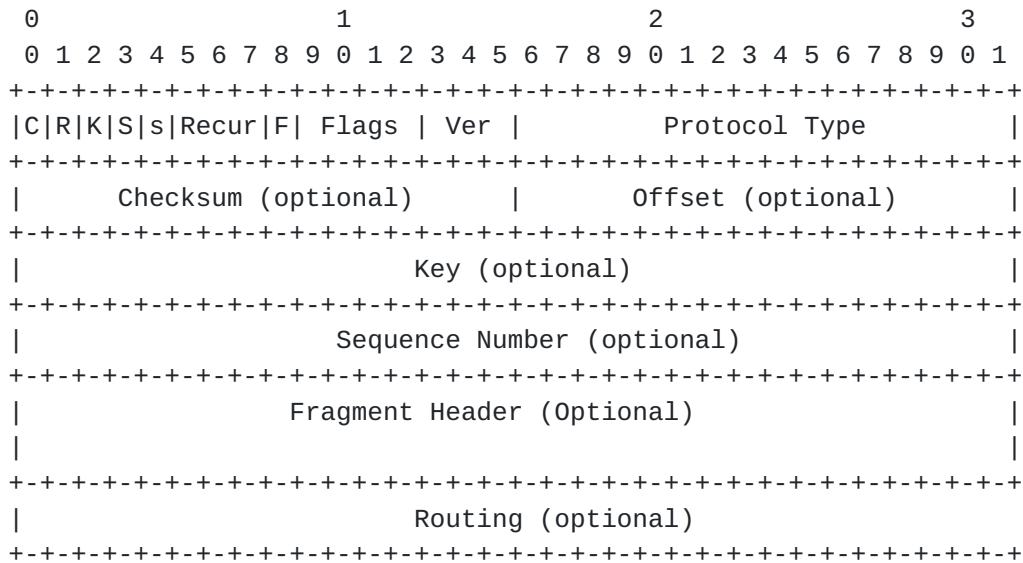 0                   1                   2                   3
 0 1 2 3 4 5 6 7 8 9 0 1 2 3 4 5 6 7 8 9 0 1 2 3 4 5 6 7 8 9 0 1
+-+-+-+-+-+-+-+-+-+-+-+-+-+-+-+-+-+-+-+-+-+-+-+-+-+-+-+-+-+-+-+-+
|C|R|K|S|s|Recur|F| Flags | Ver |         Protocol Type         |
+-+-+-+-+-+-+-+-+-+-+-+-+-+-+-+-+-+-+-+-+-+-+-+-+-+-+-+-+-+-+-+-+
|      Checksum (optional)      |       Offset (optional)       |
+-+-+-+-+-+-+-+-+-+-+-+-+-+-+-+-+-+-+-+-+-+-+-+-+-+-+-+-+-+-+-+-+
|                         Key (optional)                        |
+-+-+-+-+-+-+-+-+-+-+-+-+-+-+-+-+-+-+-+-+-+-+-+-+-+-+-+-+-+-+-+-+
|                    Sequence Number (optional)                 |
+-+-+-+-+-+-+-+-+-+-+-+-+-+-+-+-+-+-+-+-+-+-+-+-+-+-+-+-+-+-+-+-+
|                 Fragment Header (Optional)                    |
|                                                               |
+-+-+-+-+-+-+-+-+-+-+-+-+-+-+-+-+-+-+-+-+-+-+-+-+-+-+-+-+-+-+-+-+
|                         Routing (optional)
+-+-+-+-+-+-+-+-+-+-+-+-+-+-+-+-+-+-+-+-+-+-+-+-+-+-+-+-+-+-+-+-+